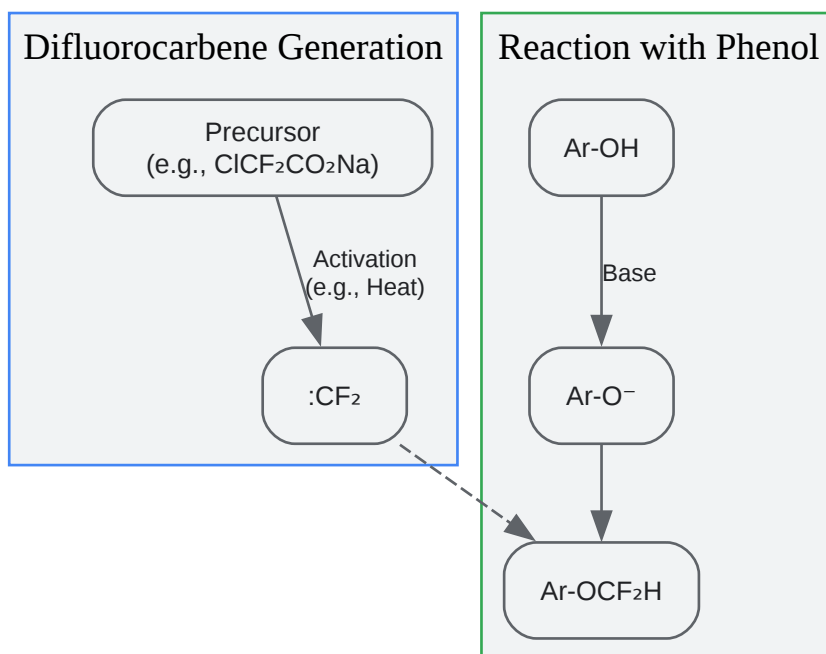 Difluorocarbene Generation
Precursor
(e.g., ClCF₂CO₂Na)
Activation
(e.g., Heat)
:CF₂
Reaction with Phenol
Ar-OH
Base
Ar-O⁻
Ar-OCF₂H